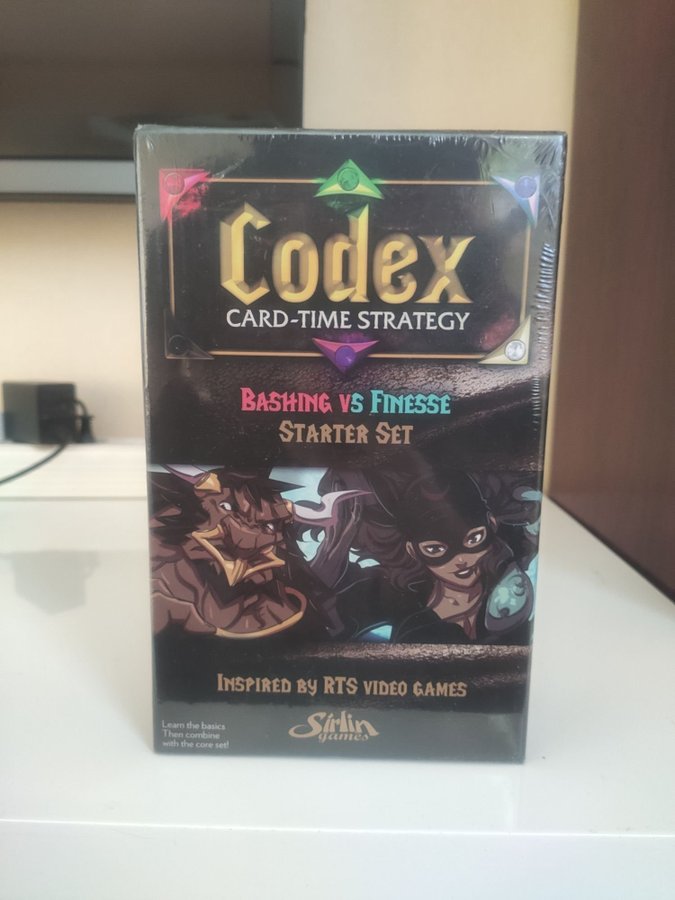 Codex
CARD-TIME STRATEGY
BASHING VS FINESSE
STARTER SET
INSPIRED BY RTS VIDEO GAMES
Learn the basics
Then combine
with the core set!
Sirlin
games